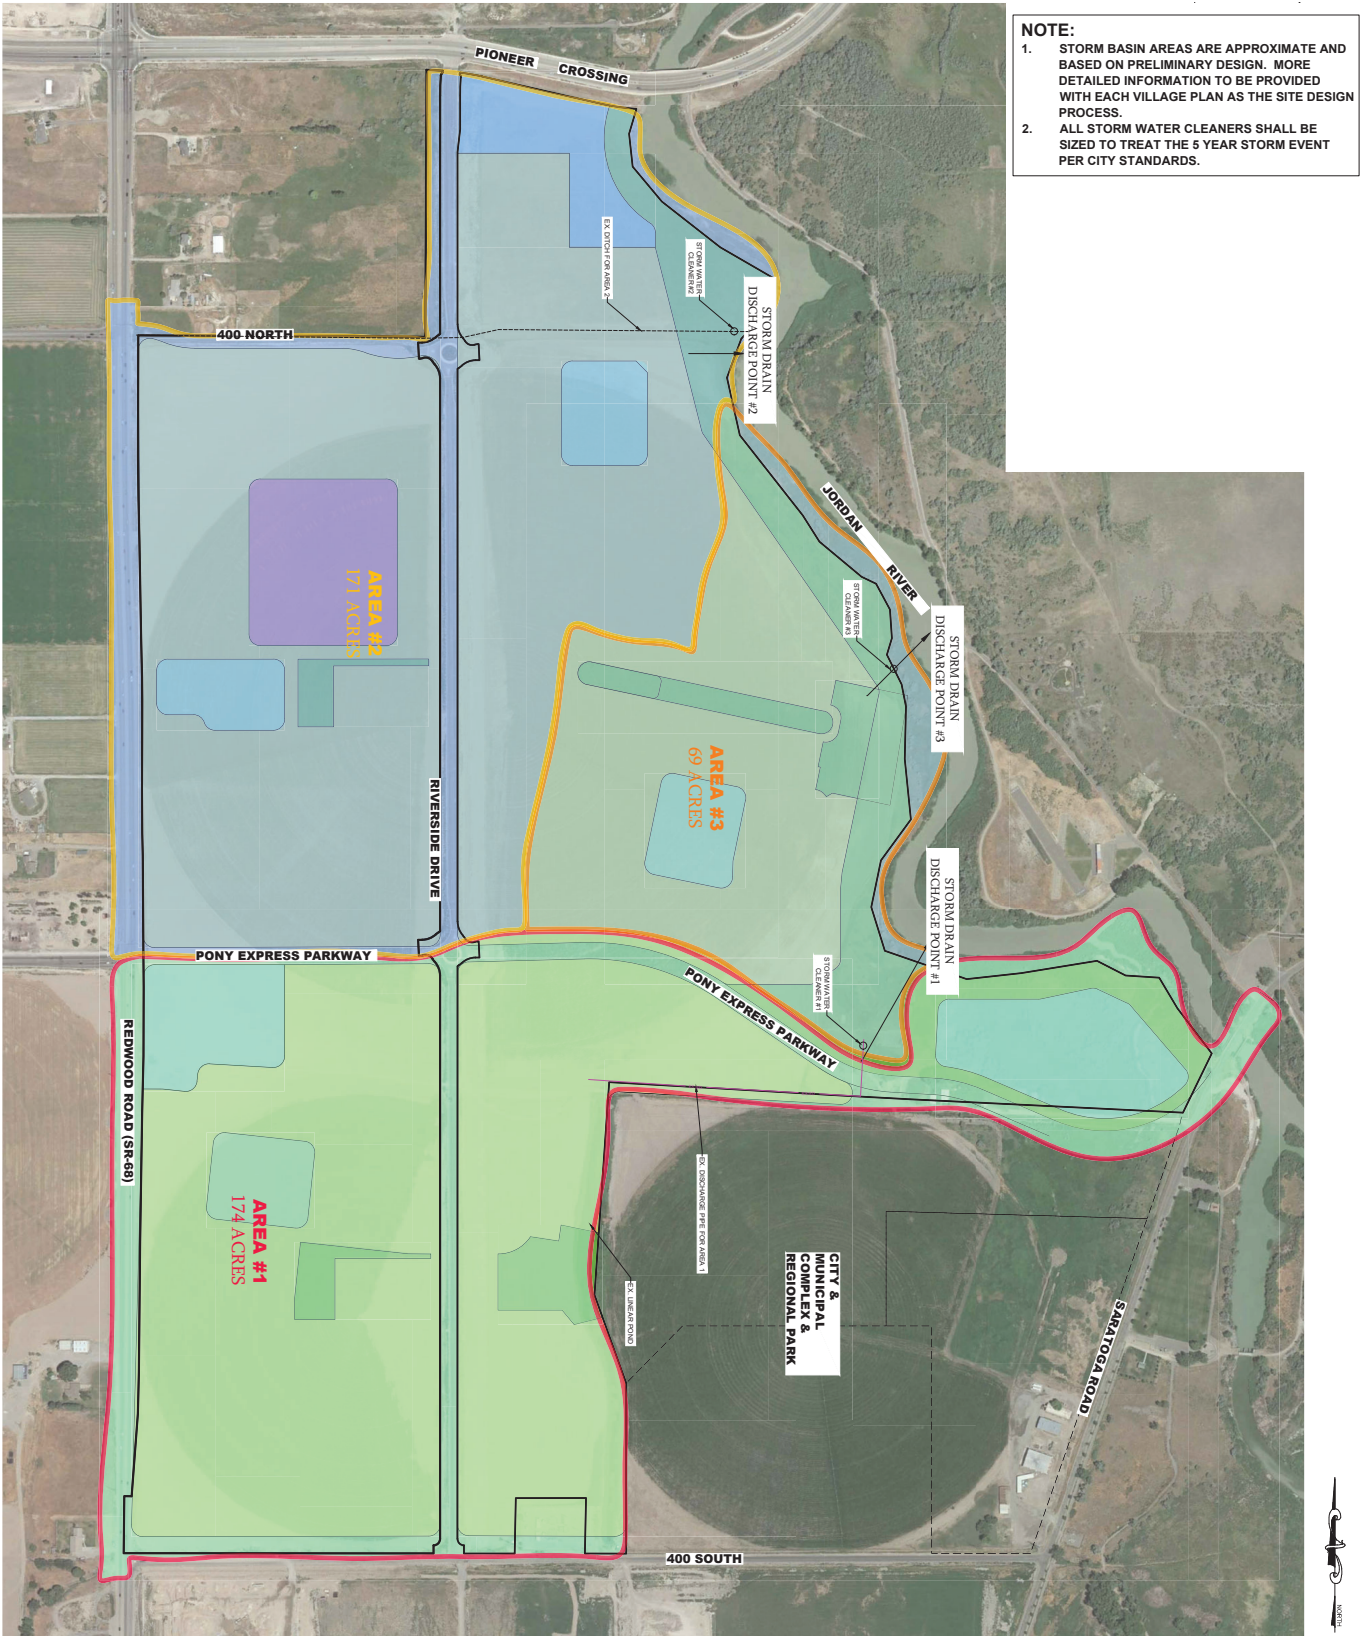 NOTE:
1. STORM BASIN AREAS ARE APPROXIMATE AND
BASED ON PRELIMINARY DESIGN. MORE
DETAILED INFORMATION TO BE PROVIDED
WITH EACH VILLAGE PLAN AS THE SITE DESIGN
PROCESS.
2. ALL STORM WATER CLEANERS SHALL BE
SIZED TO TREAT THE 5 YEAR STORM EVENT
PER CITY STANDARDS.
PIONEER CROSSING
EX. DITCH FOR AREA 2
STORM WATER
CLEANER #2
STORM DRAIN
DISCHARGE POINT #2
400 NORTH
JORDAN RIVER
AREA #2
171 ACRES
STORM WATER
CLEANER #3
STORM DRAIN
DISCHARGE POINT #3
AREA #3
69 ACRES
RIVERSIDE DRIVE
STORM DRAIN
DISCHARGE POINT #1
PONY EXPRESS PARKWAY
PONY EXPRESS PARKWAY
STORM WATER
CLEANER #1
REDWOOD ROAD (SR-68)
EX. DISCHARGE PIPE FOR AREA 1
AREA #1
174 ACRES
EX. LINEAR POND
CITY &
MUNICIPAL
COMPLEX &
REGIONAL PARK
SARATOGA ROAD
400 SOUTH
NORTH